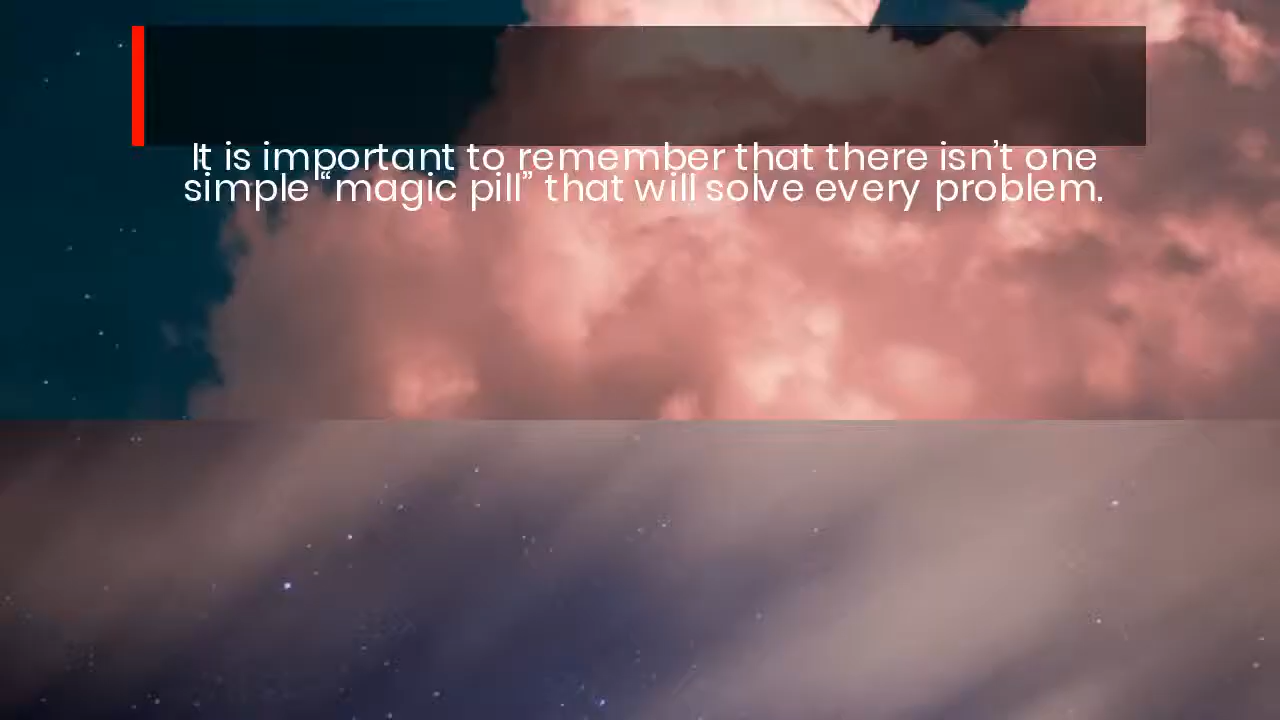 It is important to remember that there isn’t one
simple “magic pill” that will solve every problem.